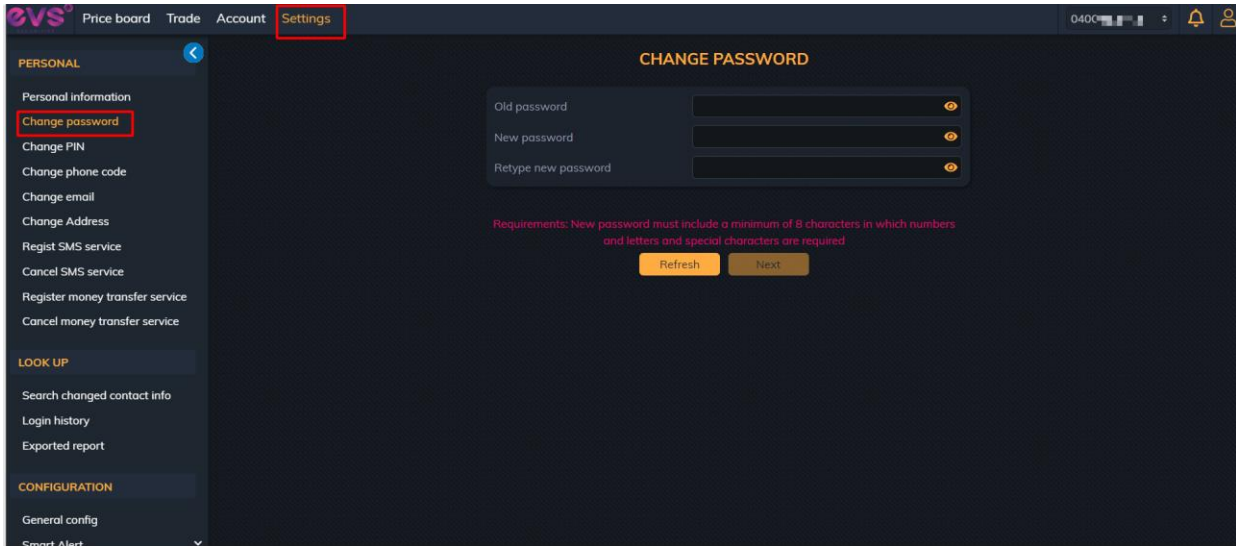 evs Price board Trade Account Settings 0400
PERSONAL
Personal information
Change password
Change PIN
Change phone code
Change email
Change Address
Regist SMS service
Cancel SMS service
Register money transfer service
Cancel money transfer service
LOOK UP
Search changed contact info
Login history
Exported report
CONFIGURATION
General config
Smart Alert
CHANGE PASSWORD
Old password
New password
Retype new password
Requirements: New password must include a minimum of 8 characters in which numbers
and letters and special characters are required
Refresh Next